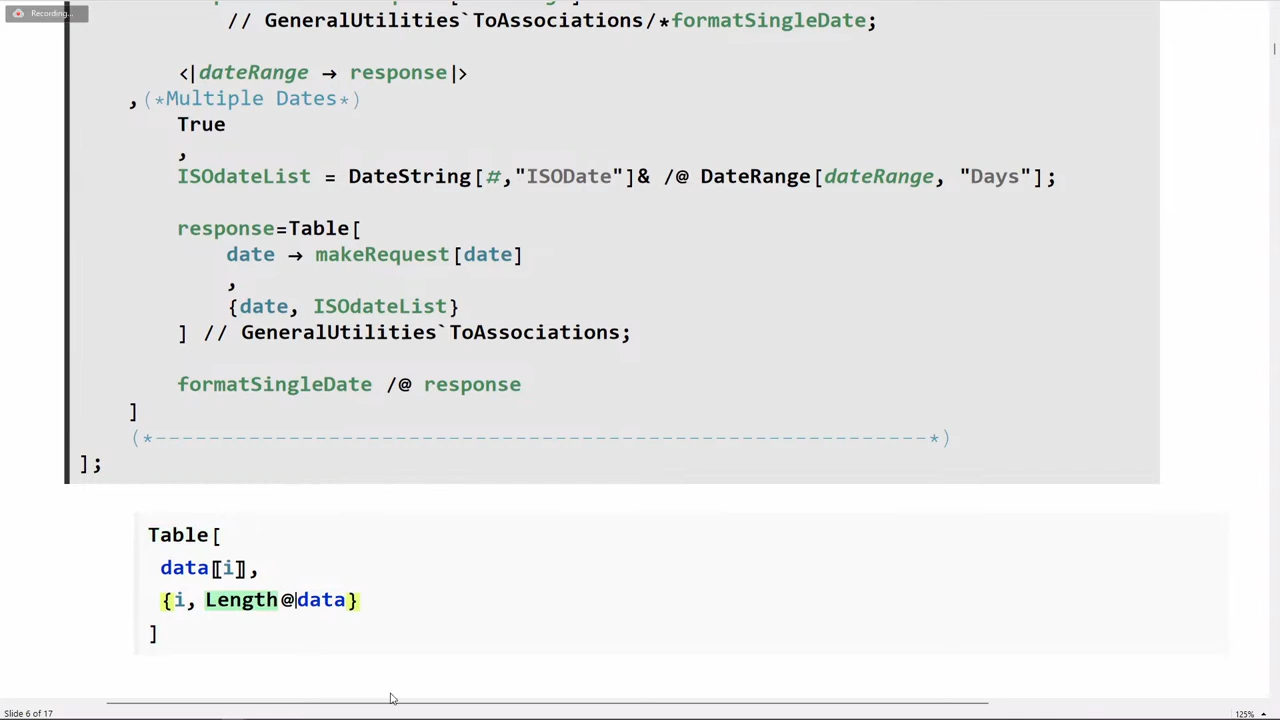 Recording...
// GeneralUtilities`ToAssociations/*formatSingleDate;
<|dateRange → response|>
,(*Multiple Dates*)
True
,
ISOdateList = DateString[#,"ISODate"]& /@ DateRange[dateRange, "Days"];
response=Table[
date → makeRequest[date]
,
{date, ISOdateList}
] // GeneralUtilities`ToAssociations;
formatSingleDate /@ response
]
(*---------------------------------------------------------*)
];
Table[
data⟦i⟧,
{i, Length@data}
]
Slide 6 of 17
125%